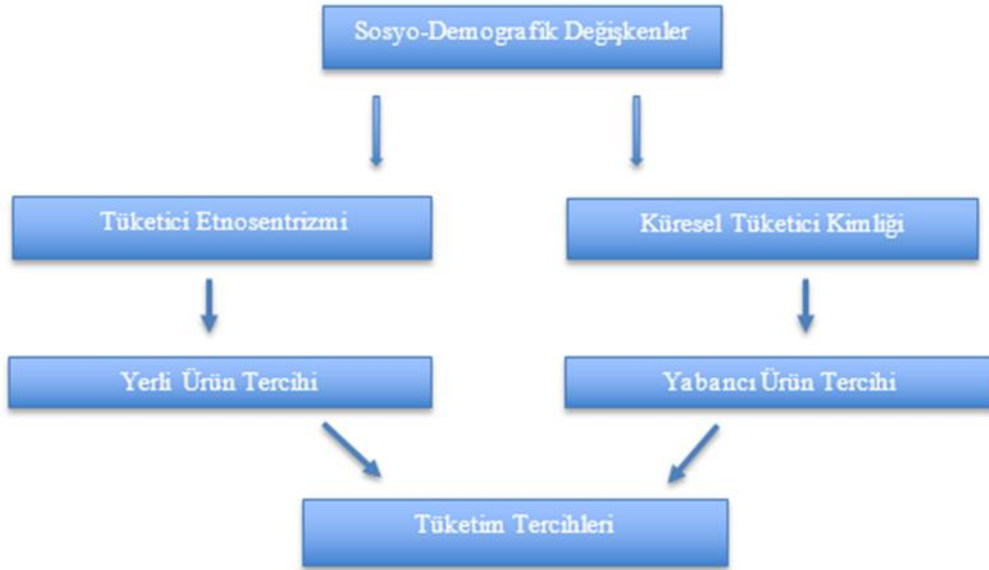 Sosyo-Demografik Değişkenler
Tüketici Etnosentrizmi
Küresel Tüketici Kimliği
Yerli Ürün Tercihi
Yabancı Ürün Tercihi
Tüketim Tercihleri